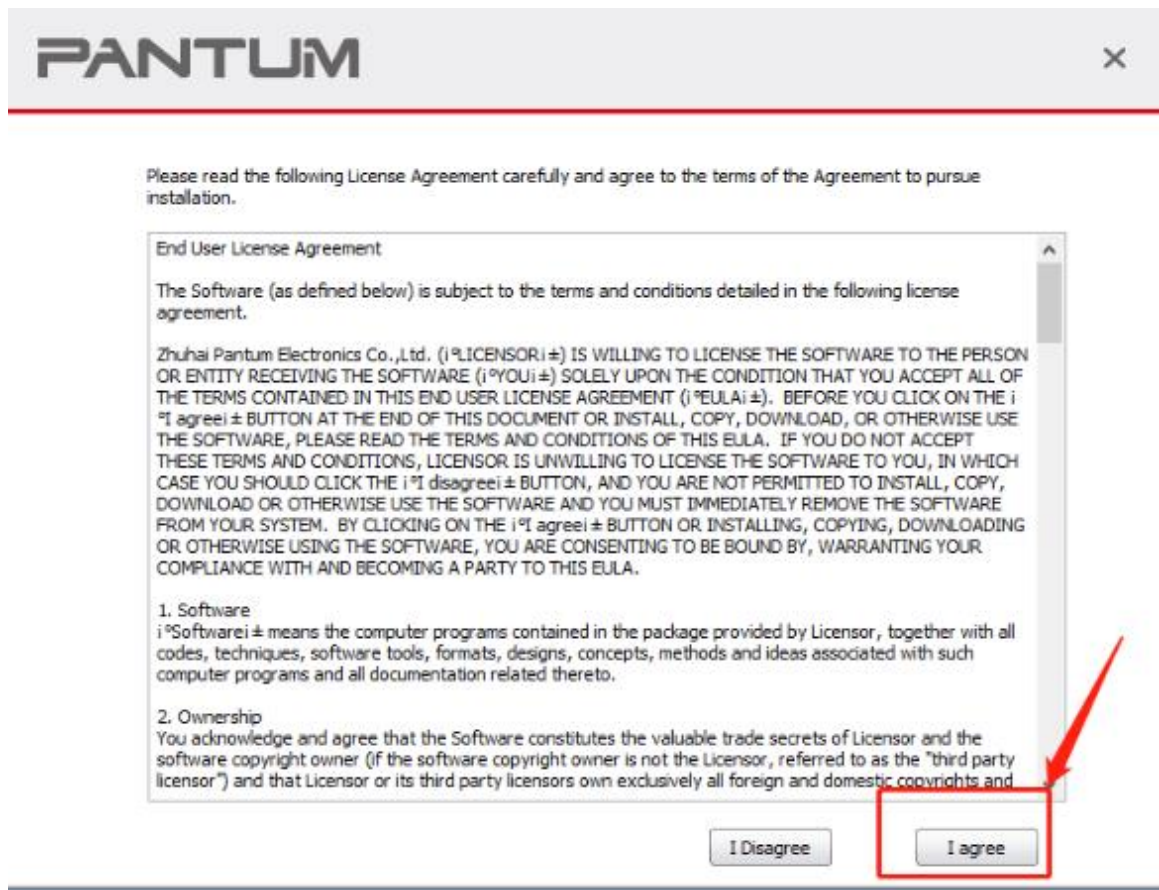 PANTUM
Please read the following License Agreement carefully and agree to the terms of the Agreement to pursue
installation.
End User License Agreement
The Software (as defined below) is subject to the terms and conditions detailed in the following license
agreement.
Zhuhai Pantum Electronics Co.,Ltd. (¡ºLICENSOR¡±) IS WILLING TO LICENSE THE SOFTWARE TO THE PERSON
OR ENTITY RECEIVING THE SOFTWARE (¡ºYOU¡±) SOLELY UPON THE CONDITION THAT YOU ACCEPT ALL OF
THE TERMS CONTAINED IN THIS END USER LICENSE AGREEMENT (¡ºEULA¡±). BEFORE YOU CLICK ON THE ¡
ºI agree¡± BUTTON AT THE END OF THIS DOCUMENT OR INSTALL, COPY, DOWNLOAD, OR OTHERWISE USE
THE SOFTWARE, PLEASE READ THE TERMS AND CONDITIONS OF THIS EULA. IF YOU DO NOT ACCEPT
THESE TERMS AND CONDITIONS, LICENSOR IS UNWILLING TO LICENSE THE SOFTWARE TO YOU, IN WHICH
CASE YOU SHOULD CLICK THE ¡ºI disagree¡± BUTTON, AND YOU ARE NOT PERMITTED TO INSTALL, COPY,
DOWNLOAD OR OTHERWISE USE THE SOFTWARE AND YOU MUST IMMEDIATELY REMOVE THE SOFTWARE
FROM YOUR SYSTEM. BY CLICKING ON THE ¡ºI agree¡± BUTTON OR INSTALLING, COPYING, DOWNLOADING
OR OTHERWISE USING THE SOFTWARE, YOU ARE CONSENTING TO BE BOUND BY, WARRANTING YOUR
COMPLIANCE WITH AND BECOMING A PARTY TO THIS EULA.
1. Software
¡ºSoftware¡± means the computer programs contained in the package provided by Licensor, together with all
codes, techniques, software tools, formats, designs, concepts, methods and ideas associated with such
computer programs and all documentation related thereto.
2. Ownership
You acknowledge and agree that the Software constitutes the valuable trade secrets of Licensor and the
software copyright owner (if the software copyright owner is not the Licensor, referred to as the "third party
licensor") and that Licensor or its third party licensors own exclusively all foreign and domestic copyrights and
I Disagree
I agree